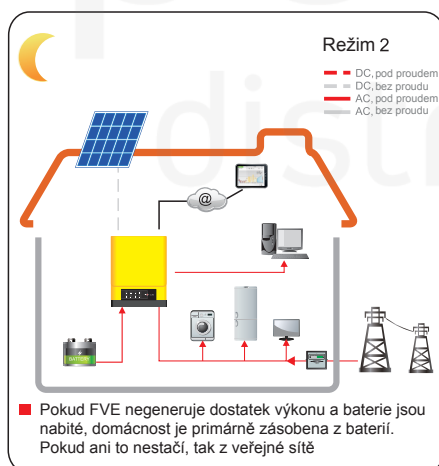 Režim 2
DC, pod proudem
DC, bez proudu
AC, pod proudem
AC, bez proudu
@
BATTERY
Pokud FVE negeneruje dostatek výkonu a baterie jsou
nabité, domácnost je primárně zásobena z baterií.
Pokud ani to nestačí, tak z veřejné sítě